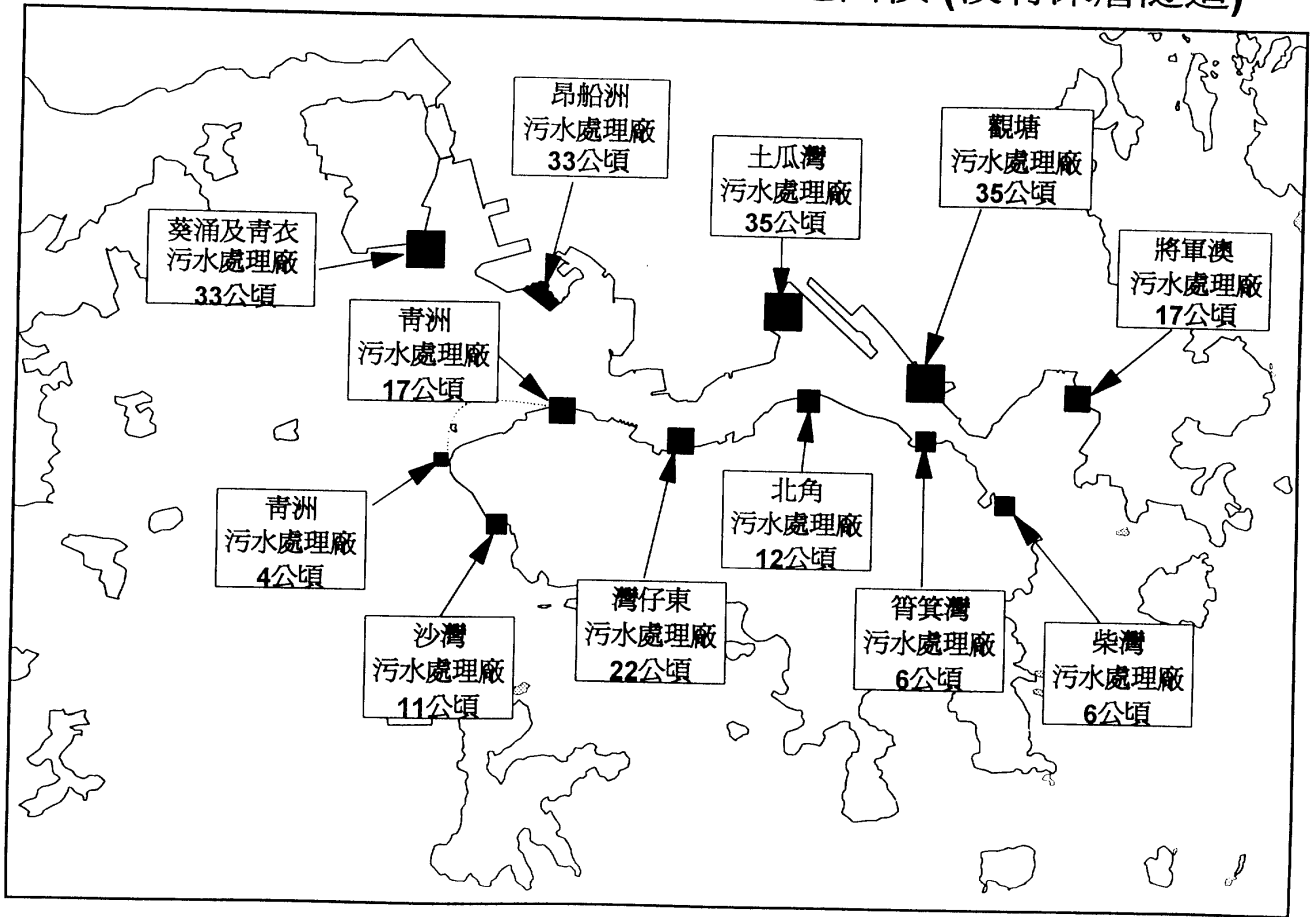 (沒有深層隧道)
昂船洲
污水處理廠
33公頃
觀塘
污水處理廠
35公頃
土瓜灣
污水處理廠
35公頃
葵涌及青衣
污水處理廠
33公頃
將軍澳
污水處理廠
17公頃
青洲
污水處理廠
17公頃
青洲
污水處理廠
4公頃
北角
污水處理廠
12公頃
灣仔東
污水處理廠
22公頃
筲箕灣
污水處理廠
6公頃
沙灣
污水處理廠
11公頃
柴灣
污水處理廠
6公頃